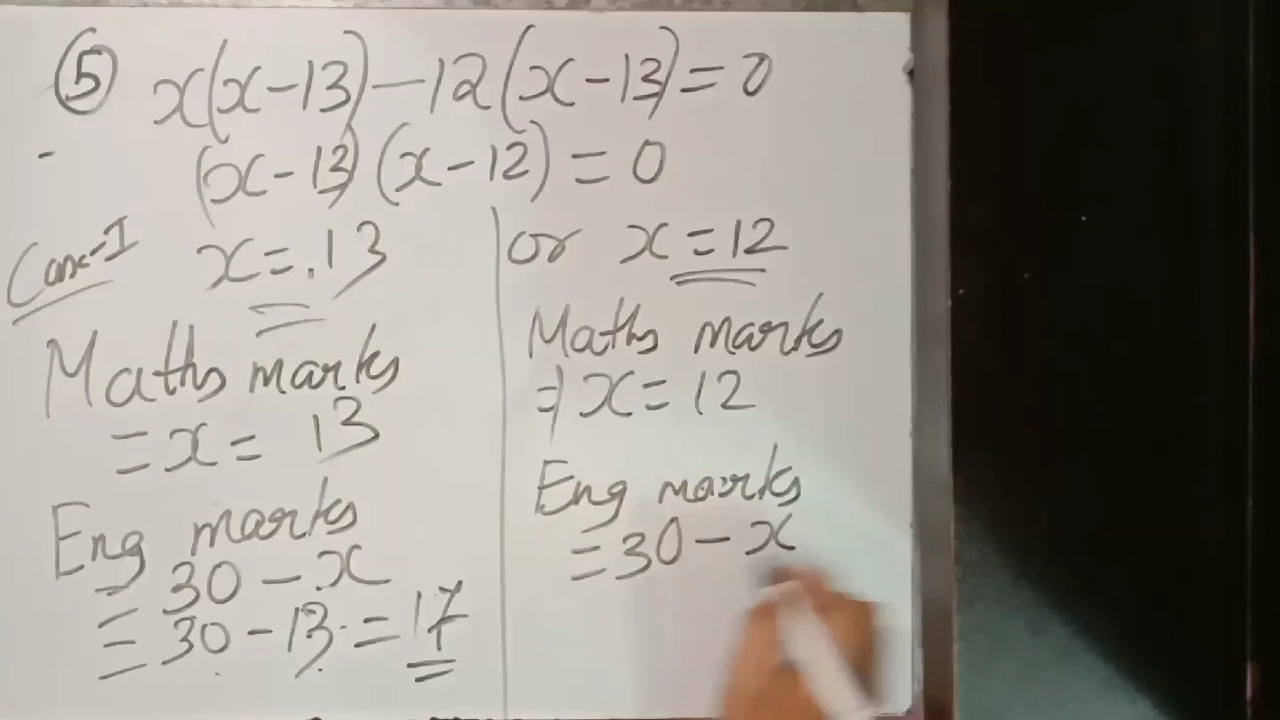 ⑤ x(x-13)-12(x-13)=0
(x-13)(x-12)=0
Case-I x=.13
Maths marks
=x= 13
Eng marks
= 30-x
= 30-13.=17
or x=12
Maths marks
⇒x=12
Eng marks
=30-x